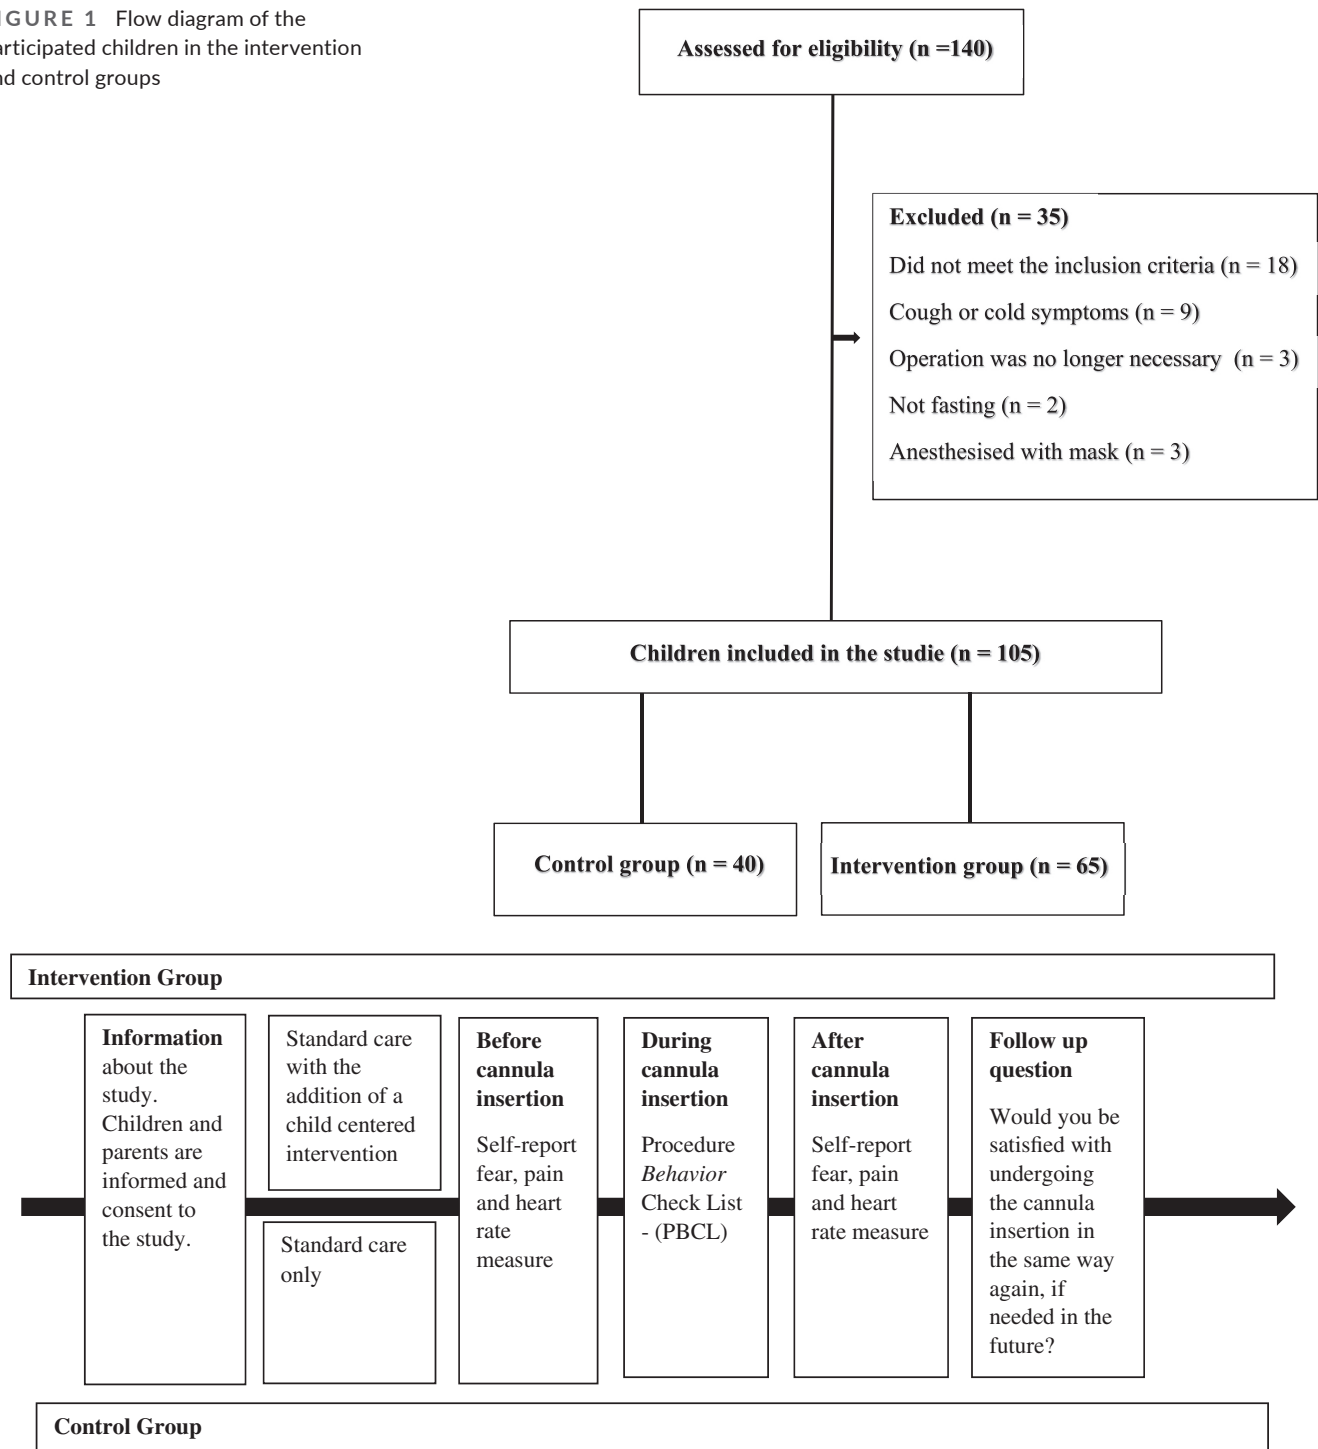 IGURE 1 Flow diagram of the
articipated children in the intervention
nd control groups
Assessed for eligibility (n =140)
Excluded (n = 35)
Did not meet the inclusion criteria (n = 18)
Cough or cold symptoms (n = 9)
Operation was no longer necessary (n = 3)
Not fasting (n = 2)
Anesthesised with mask (n = 3)
Children included in the studie (n = 105)
Control group (n = 40)
Intervention group (n = 65)
Intervention Group
Information
about the
study.
Children and
parents are
informed and
consent to
the study.
Standard care
with the
addition of a
child centered
intervention
Standard care
only
Before
cannula
insertion
Self-report
fear, pain
and heart
rate
measure
During
cannula
insertion
Procedure
Behavior
Check List
- (PBCL)
After
cannula
insertion
Self-report
fear, pain
and heart
rate measure
Follow up
question
Would you be
satisfied with
undergoing
the cannula
insertion in
the same way
again, if
needed in the
future?
Control Group